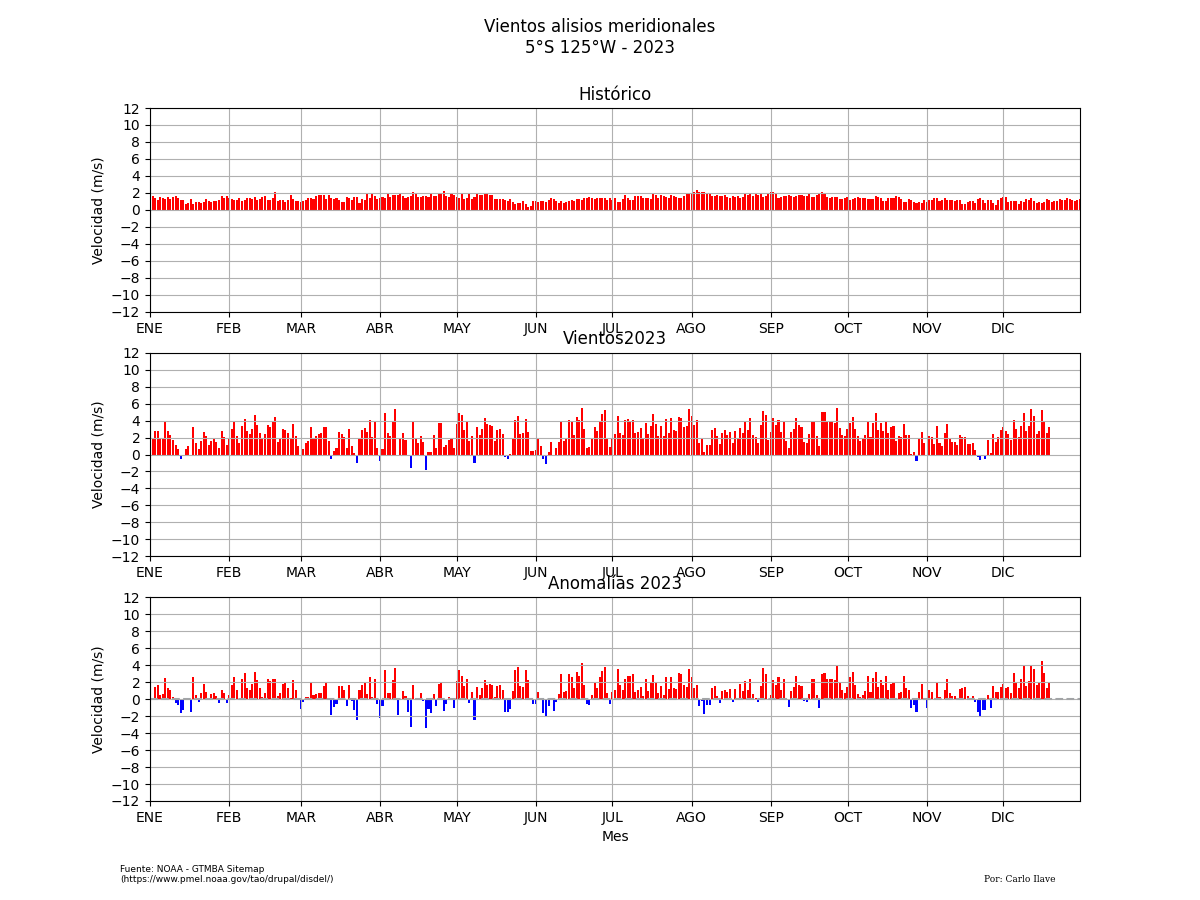 Vientos alisios meridionales
5°S 125°W - 2023
Histórico
Velocidad (m/s)
12
10
8
6
4
2
0
−2
−4
−6
−8
−10
−12
ENE FEB MAR ABR MAY JUN JUL AGO SEP OCT NOV DIC
Vientos2023
Velocidad (m/s)
12
10
8
6
4
2
0
−2
−4
−6
−8
−10
−12
ENE FEB MAR ABR MAY JUN JUL AGO SEP OCT NOV DIC
Anomalías 2023
Velocidad (m/s)
12
10
8
6
4
2
0
−2
−4
−6
−8
−10
−12
ENE FEB MAR ABR MAY JUN JUL AGO SEP OCT NOV DIC
Mes
Fuente: NOAA - GTMBA Sitemap
(https://www.pmel.noaa.gov/tao/drupal/disdel/)
Por: Carlo Ilave